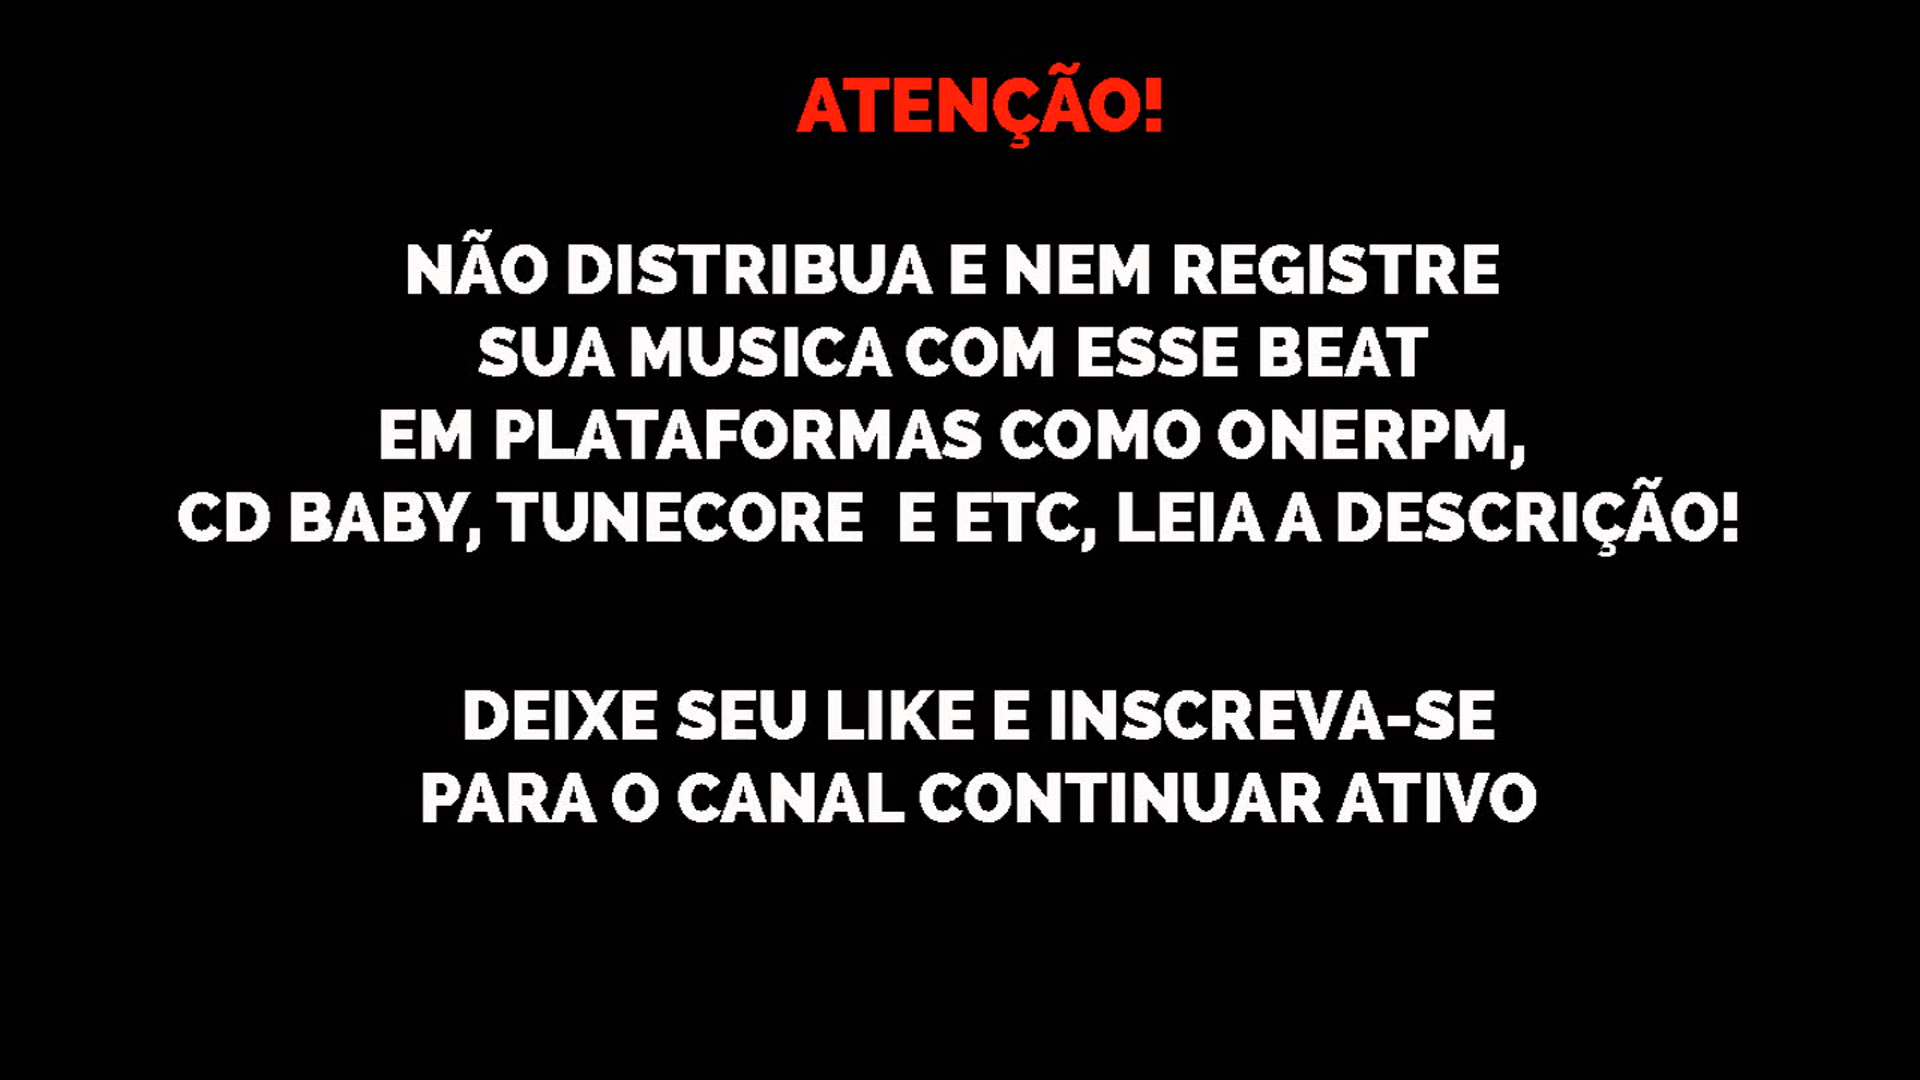 ATENÇÃO!
NÃO DISTRIBUA E NEM REGISTRE
SUA MUSICA COM ESSE BEAT
EM PLATAFORMAS COMO ONERPM,
CD BABY, TUNECORE E ETC, LEIA A DESCRIÇÃO!
DEIXE SEU LIKE E INSCREVA-SE
PARA O CANAL CONTINUAR ATIVO